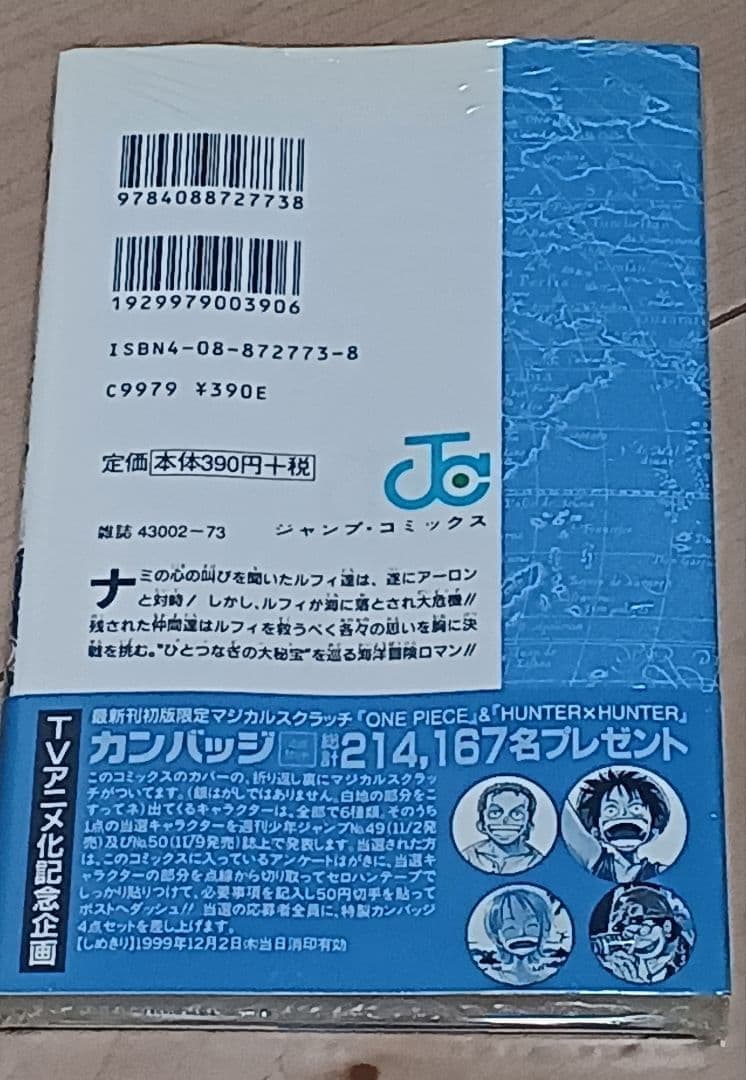 9784088727738
1929979003906
ISBN4-08-872773-8
C9979 ¥390E
定価本体390円+税
JC
雑誌 43002-73
ジャンプ・コミックス
ナミの心の叫びを聞いたルフィ達は、遂にアーロン
と対峙! しかし、ルフィが海に落とされ大危機!!
残された仲間達はルフィを救うべく各々の思いを胸に決
戦を挑む。"ひとつなぎの大秘宝"を巡る海洋冒険ロマン!!
TVアニメ化記念企画
最新刊初版限定マジカルスクラッチ『ONE PIECE』&『HUNTER×HUNTER』
カンバッジ 総計214,167名プレゼント
このコミックスのカバーの、折り返し裏にマジカルスクラッ
チがついてます。(銀はがしではありません。白地の部分をこ
すってネ)出てくるキャラクターは、全部で6種類。そのうち
1点の当選キャラクターを週刊少年ジャンプNo.49(11/2発
売)及びNo.50(11/9発売)誌上で発表します。当選された方
は、このコミックスに入っているアンケートはがきに、当選キ
ャラクターの部分を点線から切り取ってセロハンテープで
しっかり貼りつけて、必要事項を記入し50円切手を貼って
ポストへダッシュ!! 当選の応募者全員に、特製カンバッジ
4点セットを差し上げます。
【しめきり】1999年12月2日(木)当日消印有効